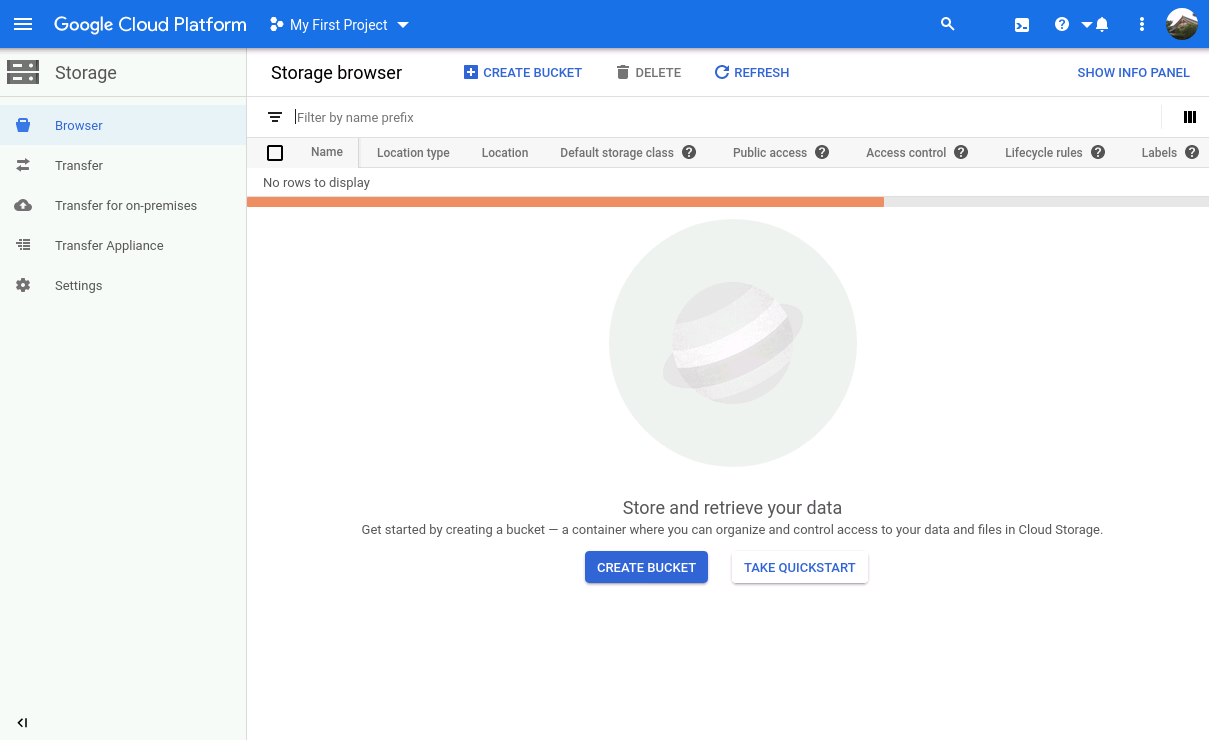 Google Cloud Platform My First Project
Storage
Storage browser CREATE BUCKET DELETE REFRESH SHOW INFO PANEL
Browser
Transfer
Transfer for on-premises
Transfer Appliance
Settings
Filter by name prefix
Name Location type Location Default storage class Public access Access control Lifecycle rules Labels
No rows to display
Store and retrieve your data
Get started by creating a bucket — a container where you can organize and control access to your data and files in Cloud Storage.
CREATE BUCKET TAKE QUICKSTART